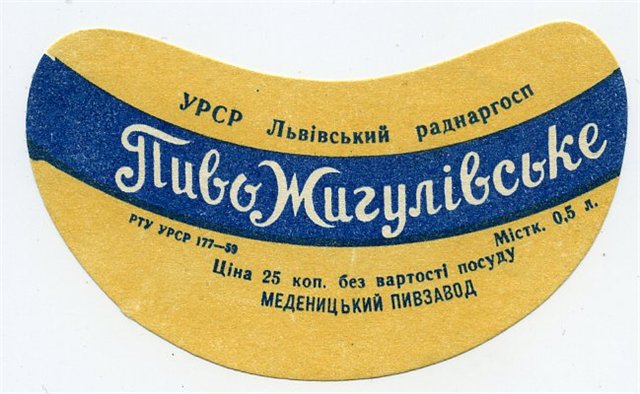 УРСР Львівський раднаргосп
Пиво Жигулівське
РТУ УРСР 177—59
Містк. 0,5 л.
Ціна 25 коп. без вартості посуду
МЕДЕНИЦЬКИЙ ПИВЗАВОД